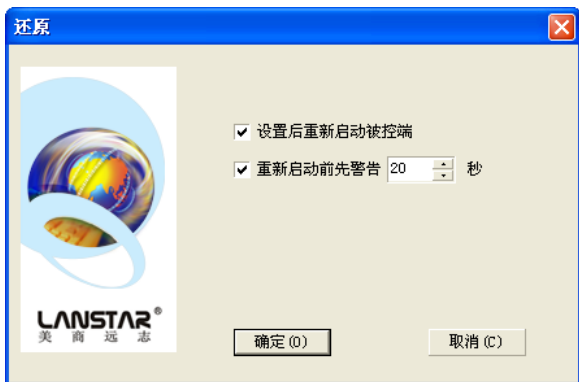 还原
设置后重新启动被控端
重新启动前先警告 20 秒
LANSTAR®
美商远志
确定(O) 取消(C)